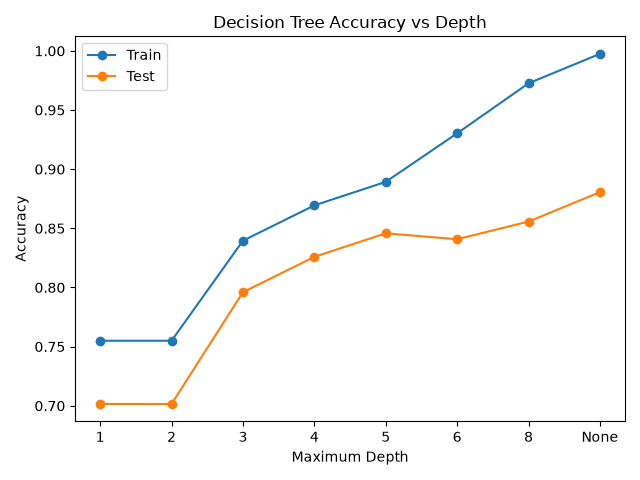 Decision Tree Accuracy vs Depth
Train
Test
1.00
0.95
0.90
0.85
0.80
0.75
0.70
Accuracy
1 2 3 4 5 6 8 None
Maximum Depth